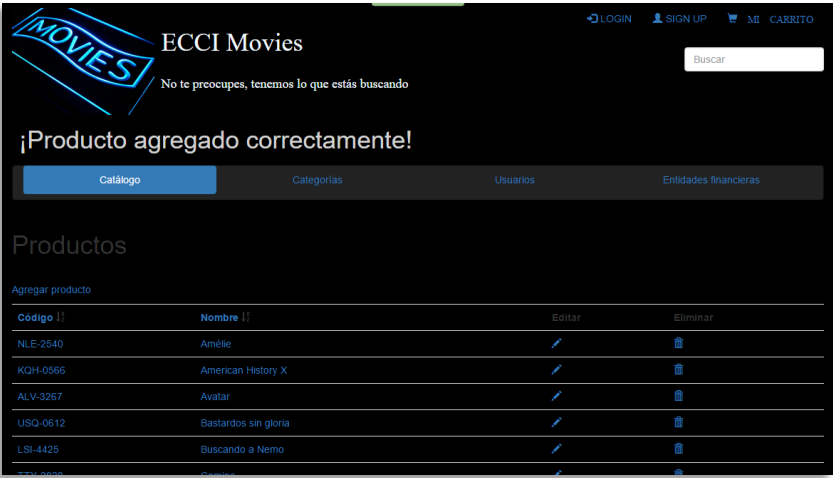 LOGIN SIGN UP MI CARRITO
MOVIES
ECCI Movies
Buscar
No te preocupes, tenemos lo que estás buscando
¡Producto agregado correctamente!
Catálogo Categorías Usuarios Entidades financieras
Productos
Agregar producto
Código Nombre Editar Eliminar
NLE-2540 Amélie
KQH-0566 American History X
ALV-3267 Avatar
USQ-0612 Bastardos sin gloria
LSI-4425 Buscando a Nemo